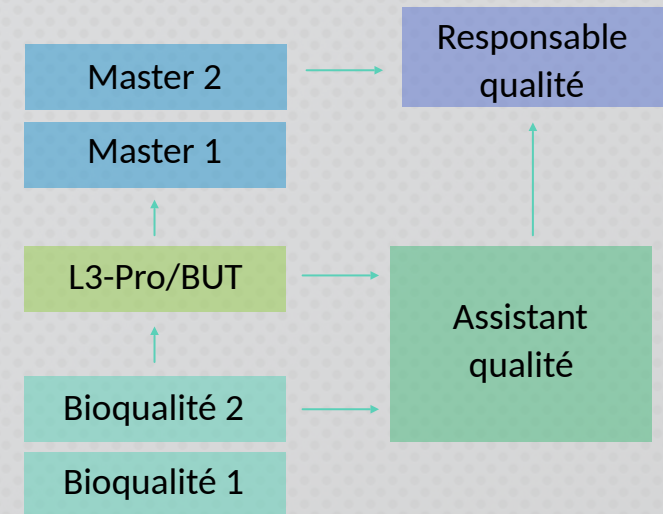 Responsable
qualité
Master 2
Master 1
L3-Pro/BUT
Assistant
qualité
Bioqualité 2
Bioqualité 1